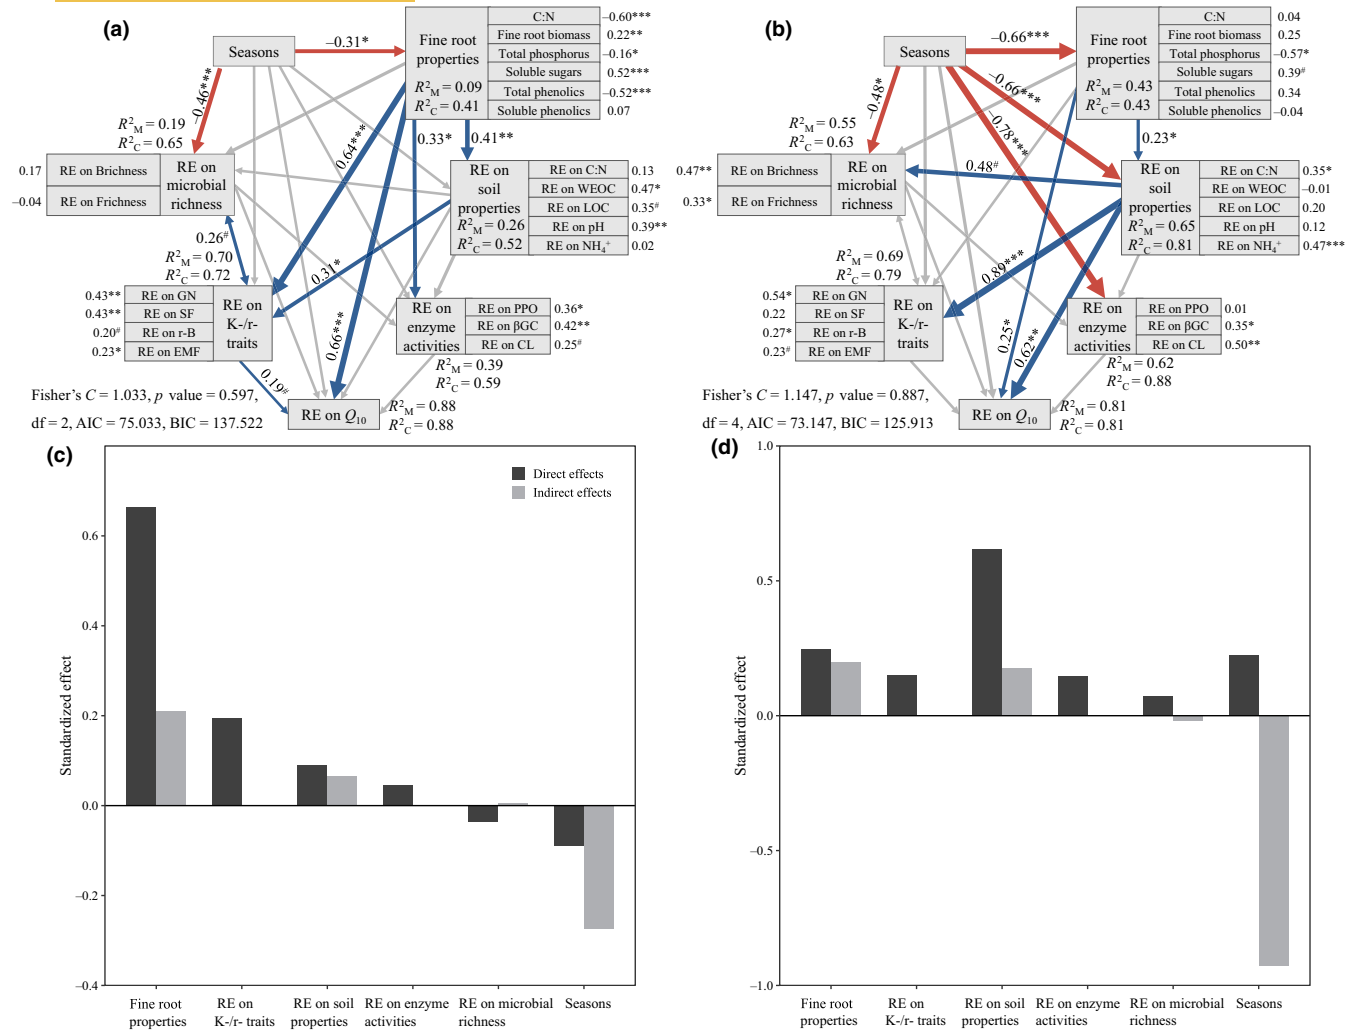 (a)
Seasons
–0.31*
–0.46***
Fine root
properties
R²M = 0.09
R²C = 0.41
C:N –0.60***
Fine root biomass 0.22**
Total phosphorus –0.16*
Soluble sugars 0.52***
Total phenolics –0.52***
Soluble phenolics 0.07
R²M = 0.19
R²C = 0.65
0.64***
0.33*
0.41**
0.17 RE on Brichness
–0.04 RE on Frichness
RE on
microbial
richness
RE on
soil
properties
R²M = 0.26
R²C = 0.52
RE on C:N 0.13
RE on WEOC 0.47*
RE on LOC 0.35#
RE on pH 0.39**
RE on NH₄⁺ 0.02
0.26#
R²M = 0.70
R²C = 0.72
0.31*
0.43** RE on GN
0.43** RE on SF
0.20# RE on r-B
0.23* RE on EMF
RE on
K-/r-
traits
0.66***
RE on
enzyme
activities
RE on PPO 0.36*
RE on βGC 0.42**
RE on CL 0.25#
R²M = 0.39
R²C = 0.59
0.19#
Fisher's C = 1.033, p value = 0.597,
df = 2, AIC = 75.033, BIC = 137.522
RE on Q₁₀
R²M = 0.88
R²C = 0.88
(b)
Seasons
–0.66***
–0.48*
–0.66***
–0.78***
Fine root
properties
R²M = 0.43
R²C = 0.43
C:N 0.04
Fine root biomass 0.25
Total phosphorus –0.57*
Soluble sugars 0.39#
Total phenolics 0.34
Soluble phenolics –0.04
R²M = 0.55
R²C = 0.63
0.23*
0.47** RE on Brichness
0.33* RE on Frichness
RE on
microbial
richness
0.48#
RE on
soil
properties
R²M = 0.65
R²C = 0.81
RE on C:N 0.35*
RE on WEOC –0.01
RE on LOC 0.20
RE on pH 0.12
RE on NH₄⁺ 0.47***
R²M = 0.69
R²C = 0.79
0.89***
0.54* RE on GN
0.22 RE on SF
0.27* RE on r-B
0.23# RE on EMF
RE on
K-/r-
traits
0.25*
0.62**
RE on
enzyme
activities
RE on PPO 0.01
RE on βGC 0.35*
RE on CL 0.50**
R²M = 0.62
R²C = 0.88
Fisher's C = 1.147, p value = 0.887,
df = 4, AIC = 73.147, BIC = 125.913
RE on Q₁₀
R²M = 0.81
R²C = 0.81
(c)
Direct effects
Indirect effects
Standardized effect
0.6
0.4
0.2
0.0
–0.2
–0.4
Fine root
properties
RE on
K-/r- traits
RE on soil
properties
RE on enzyme
activities
RE on microbial
richness
Seasons
(d)
Standardized effect
1.0
0.5
0.0
–0.5
–1.0
Fine root
properties
RE on
K-/r- traits
RE on soil
properties
RE on enzyme
activities
RE on microbial
richness
Seasons